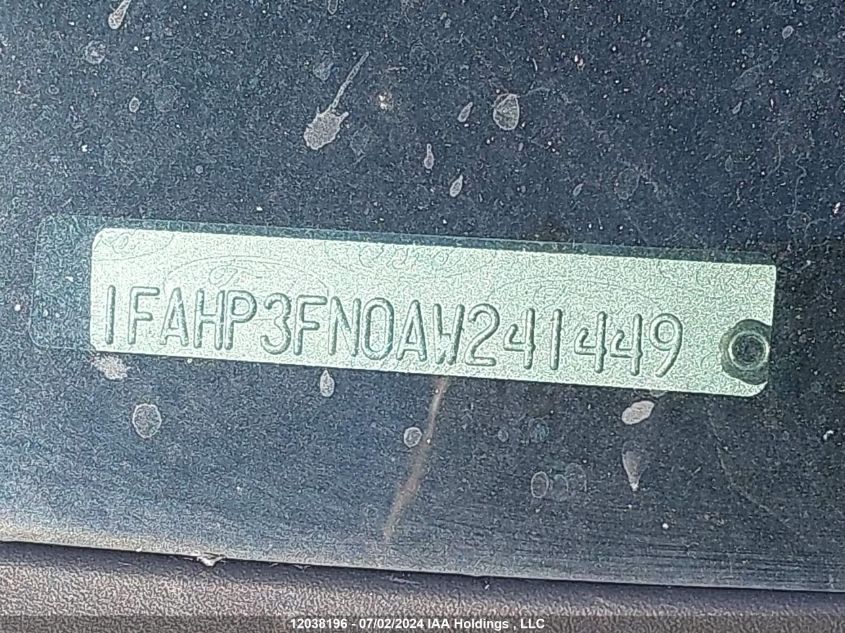 1FAHP3FN0AW241449
12038196 - 07/02/2024 IAA Holdings , LLC